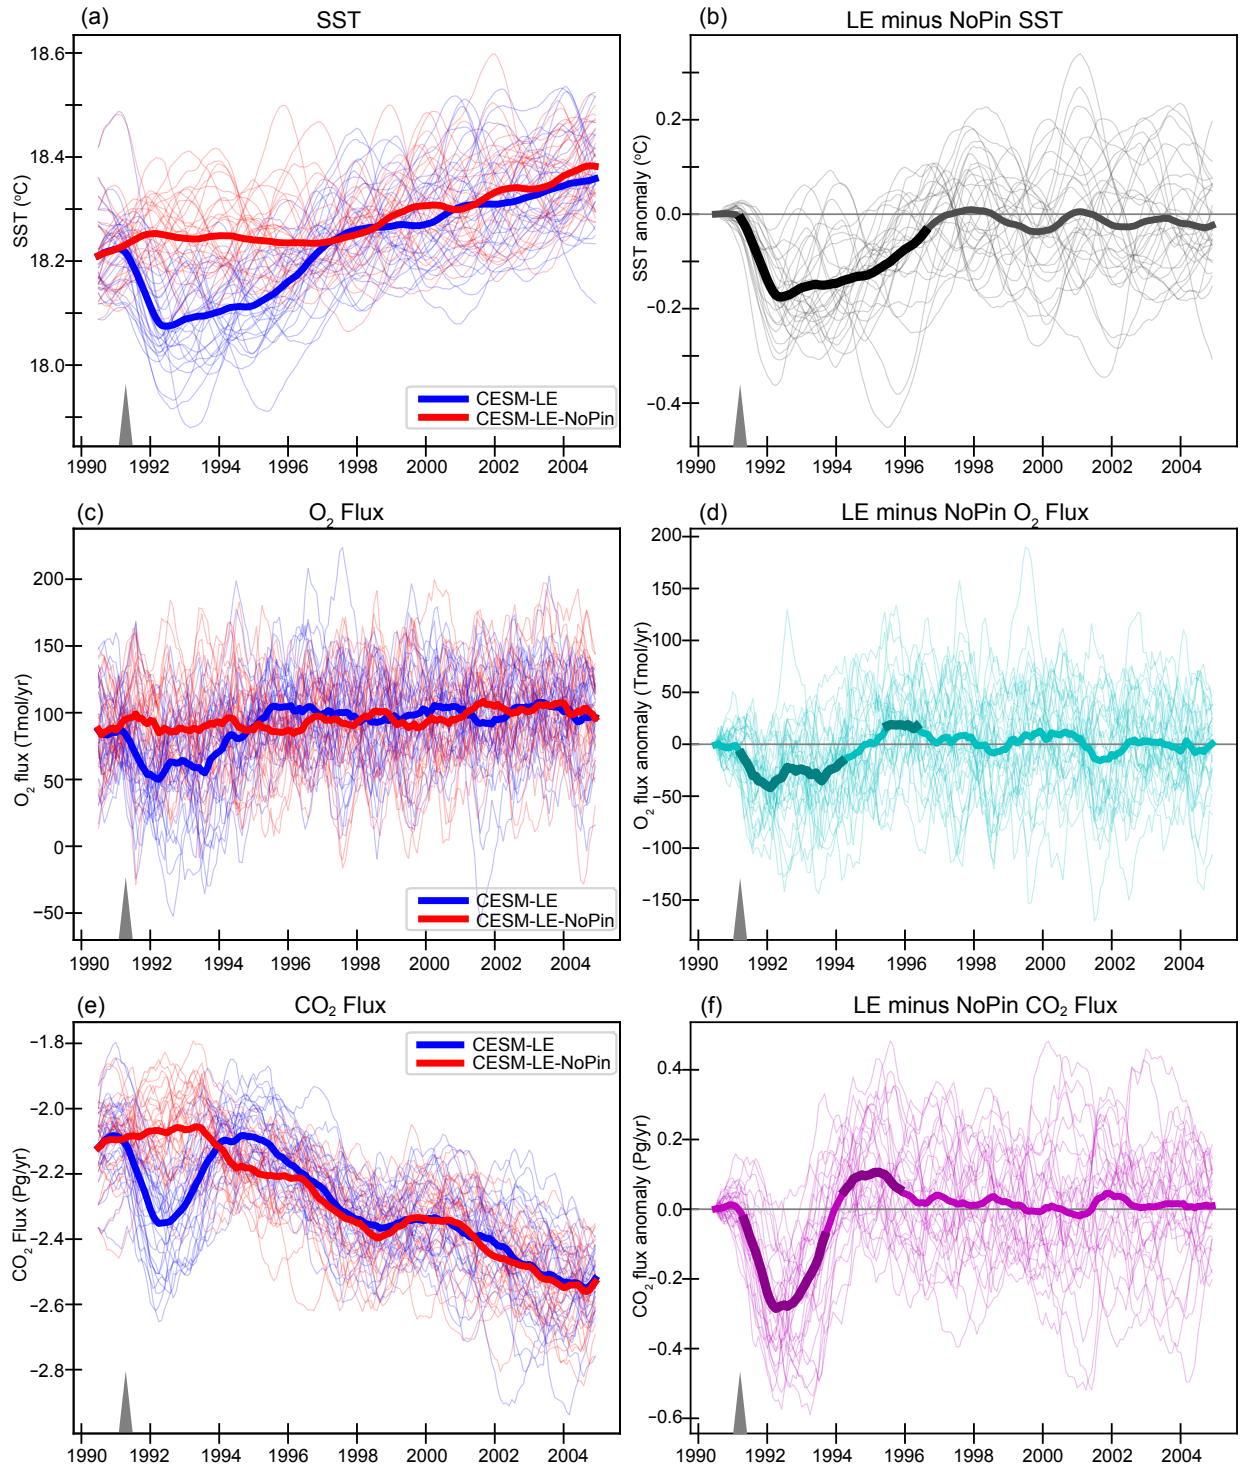 (a)
SST
18.6
18.4
18.2
18.0
SST (°C)
CESM-LE
CESM-LE-NoPin
1990 1992 1994 1996 1998 2000 2002 2004
(b)
LE minus NoPin SST
0.2
0.0
−0.2
−0.4
SST anomaly (°C)
1990 1992 1994 1996 1998 2000 2002 2004
(c)
O₂ Flux
200
150
100
50
0
−50
O₂ flux (Tmol/yr)
CESM-LE
CESM-LE-NoPin
1990 1992 1994 1996 1998 2000 2002 2004
(d)
LE minus NoPin O₂ Flux
200
150
100
50
0
−50
−100
−150
O₂ flux anomaly (Tmol/yr)
1990 1992 1994 1996 1998 2000 2002 2004
(e)
CO₂ Flux
−1.8
−2.0
−2.2
−2.4
−2.6
−2.8
CO₂ Flux (Pg/yr)
CESM-LE
CESM-LE-NoPin
1990 1992 1994 1996 1998 2000 2002 2004
(f)
LE minus NoPin CO₂ Flux
0.4
0.2
0.0
−0.2
−0.4
−0.6
CO₂ flux anomaly (Pg/yr)
1990 1992 1994 1996 1998 2000 2002 2004